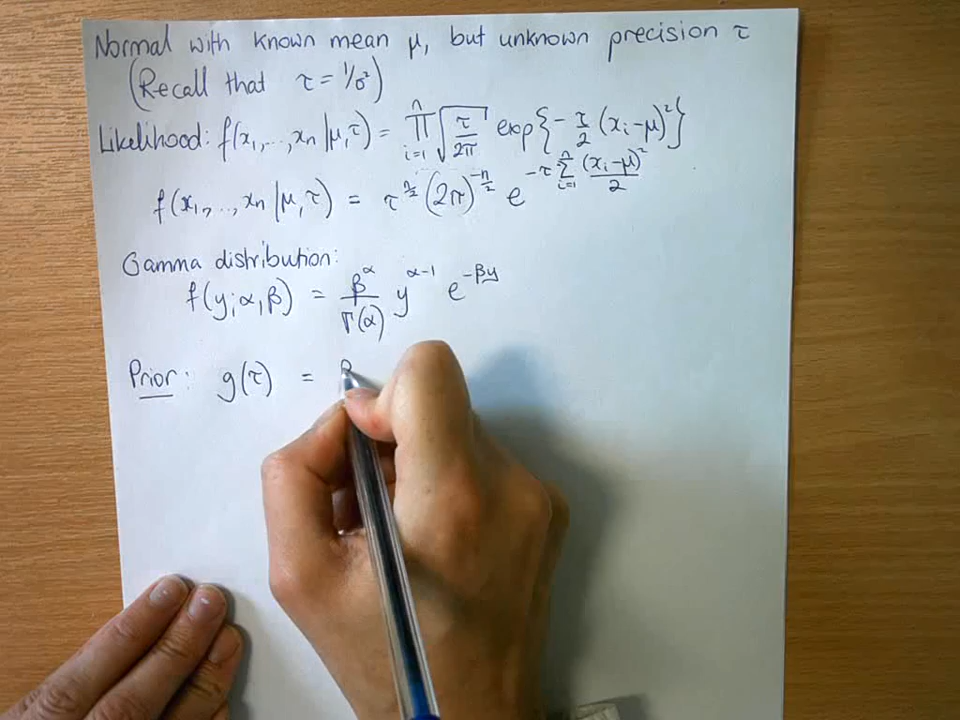 Normal with known mean μ, but unknown precision τ
(Recall that τ = 1/σ²)
Likelihood: f(x₁,...,xₙ|μ,τ) = ∏ᵢ₌₁ⁿ √(τ/2π) exp{-τ/2 (xᵢ-μ)²}
f(x₁,...,xₙ|μ,τ) = τ^(n/2) (2π)^(-n/2) e^(-τ ∑ᵢ₌₁ⁿ (xᵢ-μ)²/2)
Gamma distribution:
f(y;α,β) = β^α/Γ(α) y^(α-1) e^(-βy)
Prior: g(τ) =